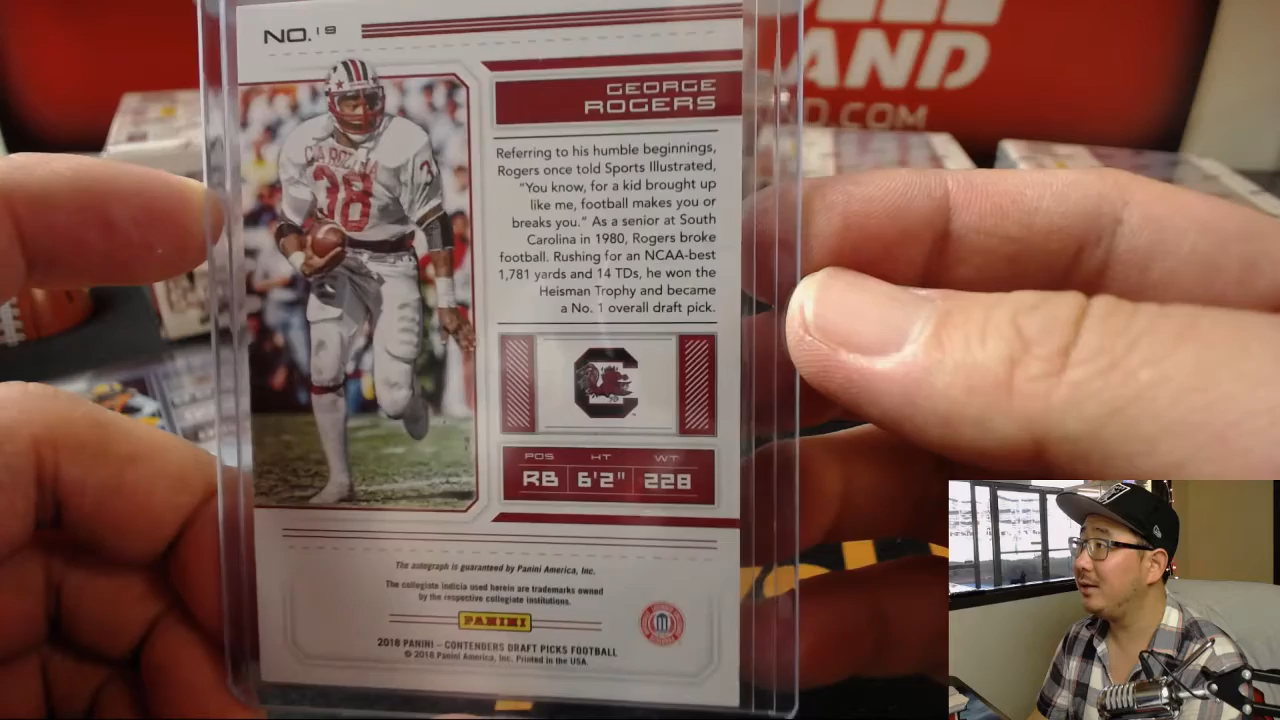 NO. 19
AND
D.COM
GEORGE
ROGERS
CAROLINA
38
3
Referring to his humble beginnings,
Rogers once told Sports Illustrated,
"You know, for a kid brought up
like me, football makes you or
breaks you." As a senior at South
Carolina in 1980, Rogers broke
football. Rushing for an NCAA-best
1,781 yards and 14 TDs, he won the
Heisman Trophy and became
a No. 1 overall draft pick.
C
POS HT WT
RB 6'2" 228
The autograph is guaranteed by Panini America, Inc.
The collegiate indicia used herein are trademarks owned
by the respective collegiate institutions.
PANINI
2018 PANINI – CONTENDERS DRAFT PICKS FOOTBALL
© 2018 Panini America, Inc. Printed in the USA.